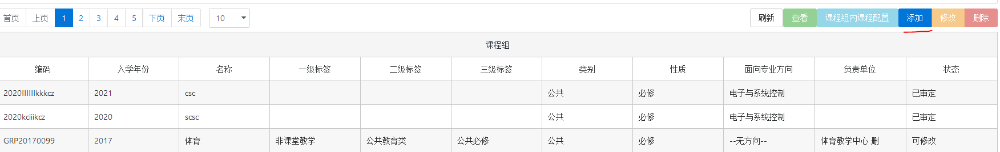 首页 上页 1 2 3 4 5 下页 末页 10 刷新 查看 课程组内课程配置 添加 修改 删除
课程组
编码 入学年份 名称 一级标签 二级标签 三级标签 类别 性质 面向专业方向 负责单位 状态
2020IIIIIIkkkcz 2021 csc 公共 必修 电子与系统控制 已审定
2020kciiikcz 2020 scsc 公共 必修 电子与系统控制 已审定
GRP20170099 2017 体育 非课堂教学 公共教育类 公共必修 公共 必修 --无方向-- 体育教学中心 删 可修改